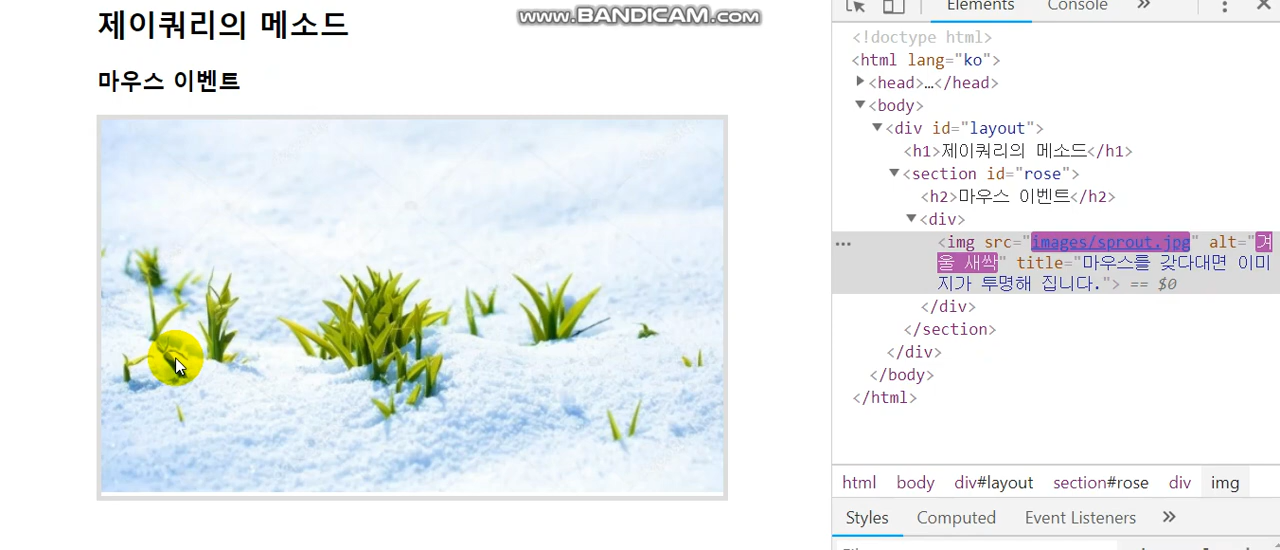 제이쿼리의 메소드
www.BANDICAM.com
마우스 이벤트
Elements Console »
<!doctype html>
<html lang="ko">
<head>…</head>
<body>
<div id="layout">
<h1>제이쿼리의 메소드</h1>
<section id="rose">
<h2>마우스 이벤트</h2>
<div>
<img src="images/sprout.jpg" alt="겨
울 새싹" title="마우스를 갖다대면 이미
지가 투명해 집니다."> == $0
</div>
</section>
</div>
</body>
</html>
html body div#layout section#rose div img
Styles Computed Event Listeners »